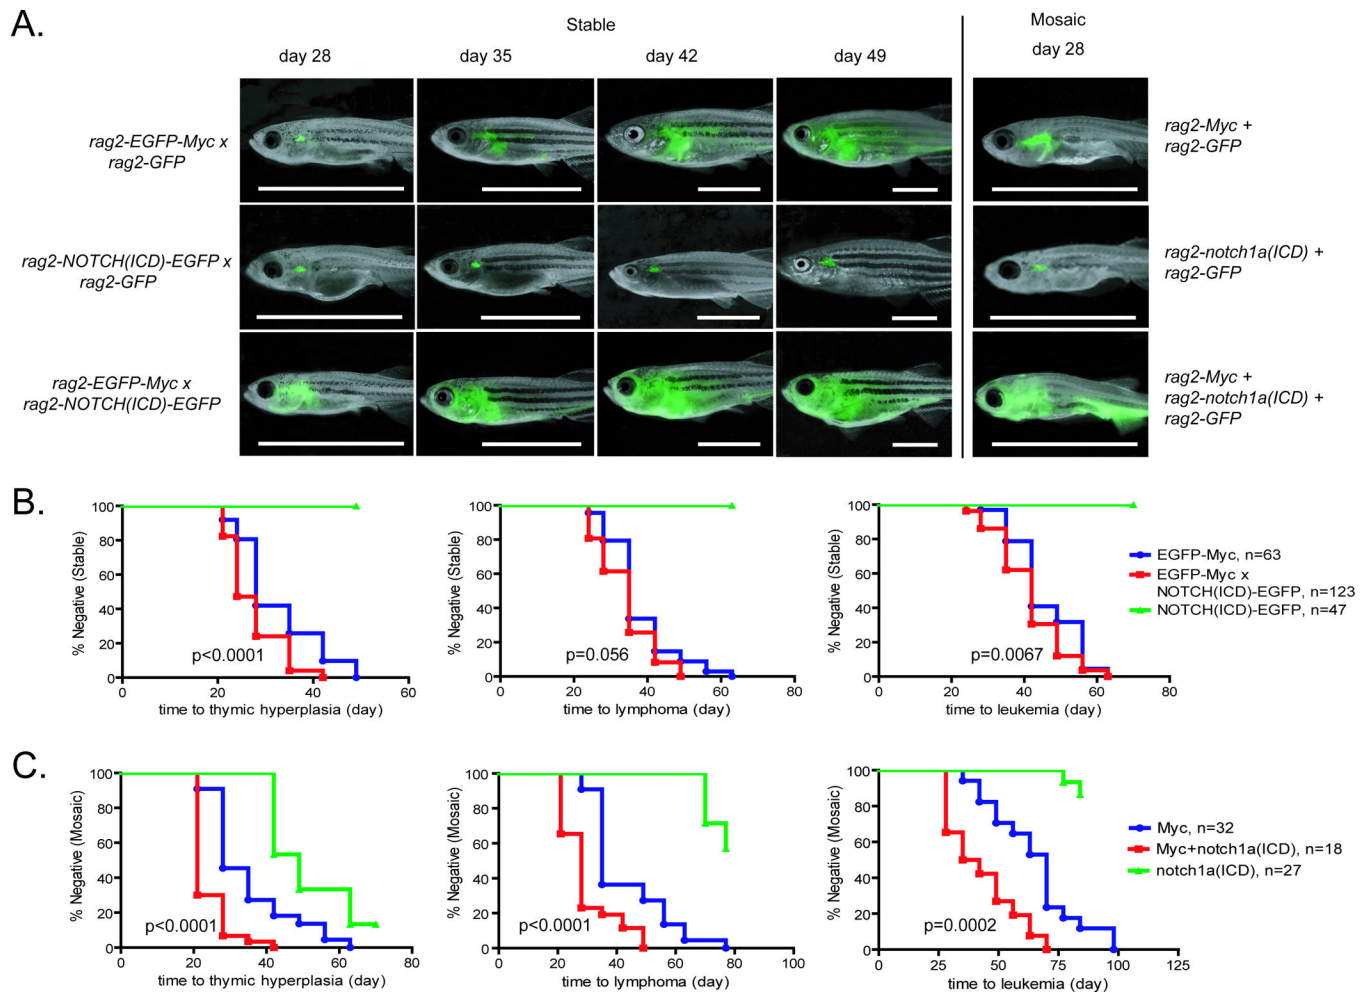 A.
Stable
Mosaic
day 28
day 35
day 42
day 49
day 28
rag2-EGFP-Myc x
rag2-GFP
rag2-Myc +
rag2-GFP
rag2-NOTCH(ICD)-EGFP x
rag2-GFP
rag2-notch1a(ICD) +
rag2-GFP
rag2-EGFP-Myc x
rag2-NOTCH(ICD)-EGFP
rag2-Myc +
rag2-notch1a(ICD) +
rag2-GFP
B.
% Negative (Stable)
100
80
60
40
20
0
p<0.0001
0 20 40 60
time to thymic hyperplasia (day)
% Negative (Stable)
100
80
60
40
20
0
p=0.056
0 20 40 60 80
time to lymphoma (day)
% Negative (Stable)
100
80
60
40
20
0
p=0.0067
0 20 40 60 80
time to leukemia (day)
EGFP-Myc, n=63
EGFP-Myc x
NOTCH(ICD)-EGFP, n=123
NOTCH(ICD)-EGFP, n=47
C.
% Negative (Mosaic)
100
80
60
40
20
0
p<0.0001
0 20 40 60 80
time to thymic hyperplasia (day)
% Negative (Mosaic)
100
80
60
40
20
0
p<0.0001
0 20 40 60 80 100
time to lymphoma (day)
% Negative (Mosaic)
100
80
60
40
20
0
p=0.0002
0 25 50 75 100 125
time to leukemia (day)
Myc, n=32
Myc+notch1a(ICD), n=18
notch1a(ICD), n=27